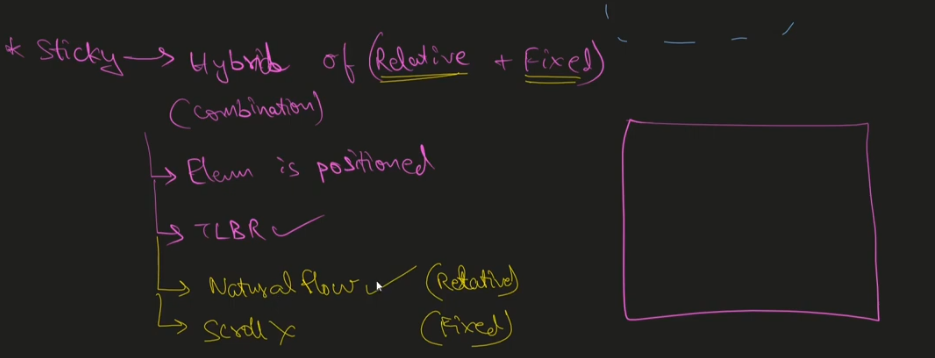 * Sticky → Hybrid of (Relative + Fixed)
(Combination)
→ Elem is positioned
→ TLBR ✓
→ Natural flow ✓ (Relative)
→ Scroll X (Fixed)